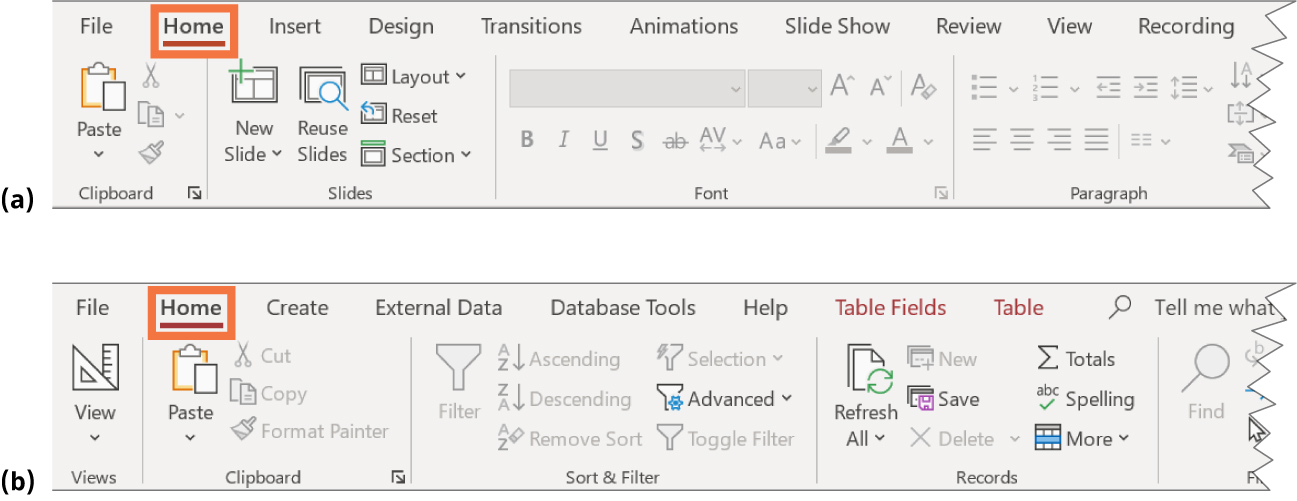 File Home Insert Design Transitions Animations Slide Show Review View Recording
Paste
New Slide
Reuse Slides
Layout
Reset
Section
B I U S ab AV Aa A
Clipboard Slides Font Paragraph
(a)
File Home Create External Data Database Tools Help Table Fields Table Tell me what
View
Paste
Cut
Copy
Format Painter
Filter
Ascending
Descending
Remove Sort
Selection
Advanced
Toggle Filter
Refresh All
New
Save
Delete
Totals
Spelling
More
Find
Views Clipboard Sort & Filter Records
(b)